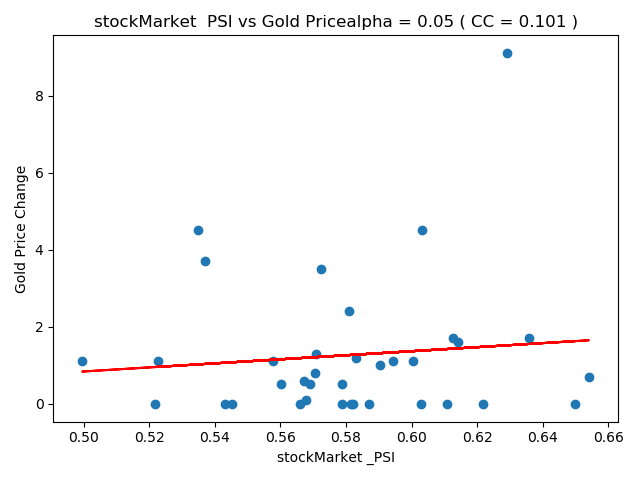 stockMarket  PSI vs Gold Pricealpha = 0.05 ( CC = 0.101 )
Gold Price Change
8
6
4
2
0
0.50 0.52 0.54 0.56 0.58 0.60 0.62 0.64 0.66
stockMarket _PSI